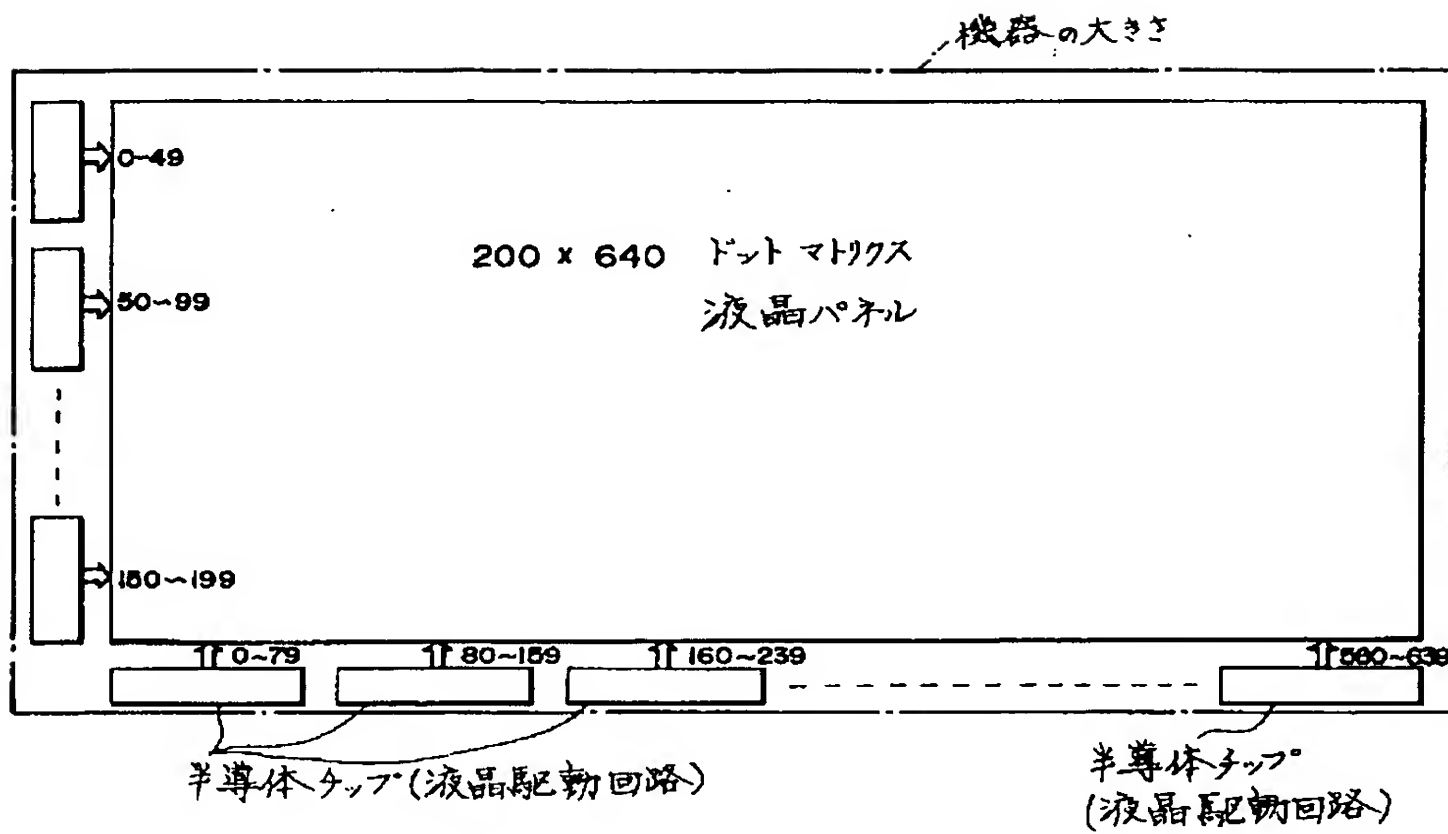 機器の大きさ
0~49
200 x 640 ドットマトリクス
50~99
液晶パネル
150~199
0~79
80~159
160~239
560~639
半導体チップ(液晶駆動回路)
半導体チップ
(液晶駆動回路)